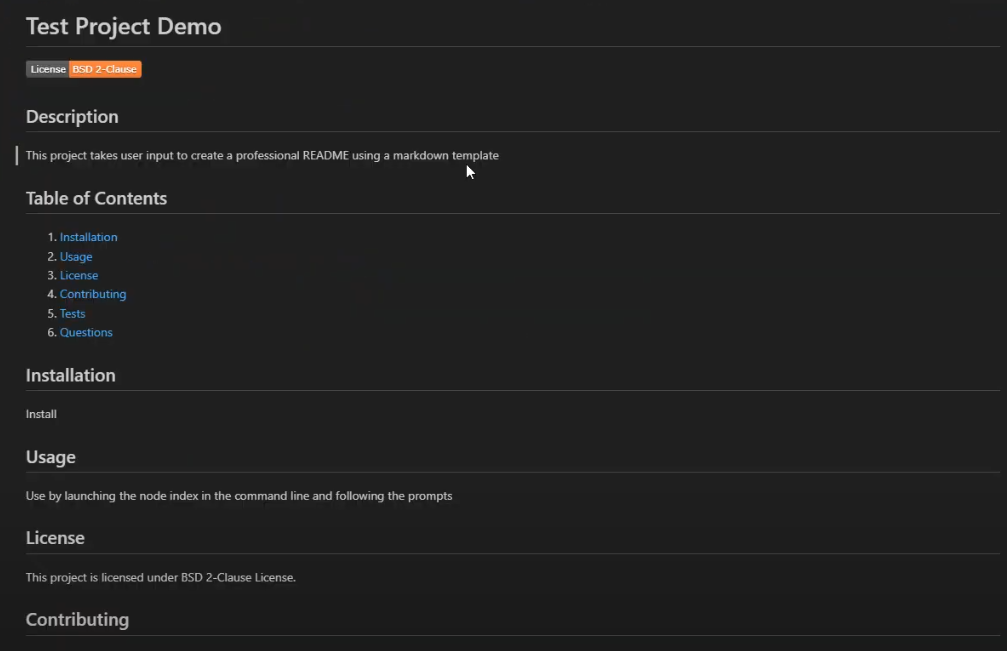 Test Project Demo
License BSD 2-Clause
Description
This project takes user input to create a professional README using a markdown template
Table of Contents
1. Installation
2. Usage
3. License
4. Contributing
5. Tests
6. Questions
Installation
Install
Usage
Use by launching the node index in the command line and following the prompts
License
This project is licensed under BSD 2-Clause License.
Contributing